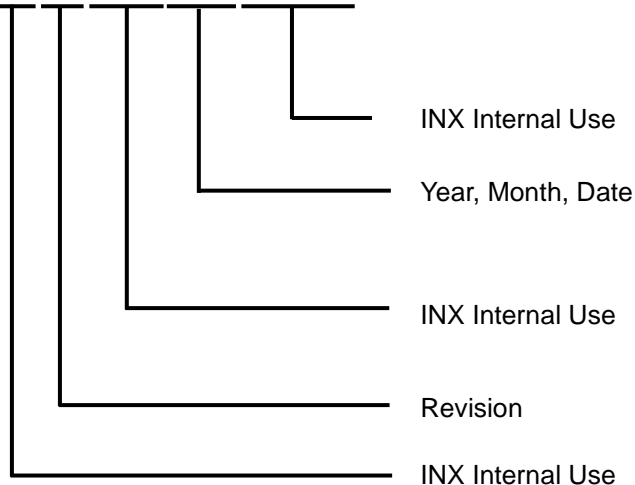 INX Internal Use
Year, Month, Date
INX Internal Use
Revision
INX Internal Use